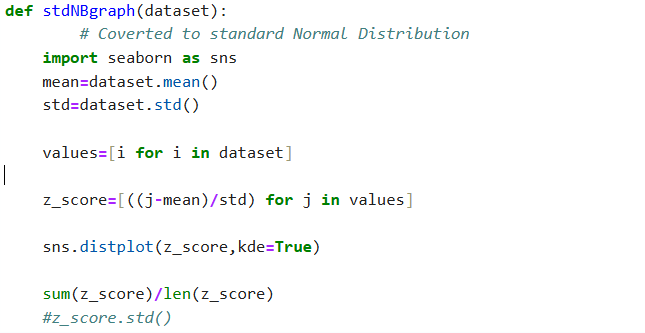 def stdNBgraph(dataset):
        # Coverted to standard Normal Distribution
    import seaborn as sns
    mean=dataset.mean()
    std=dataset.std()
    values=[i for i in dataset]
    z_score=[((j-mean)/std) for j in values]
    sns.distplot(z_score,kde=True)
    sum(z_score)/len(z_score)
    #z_score.std()